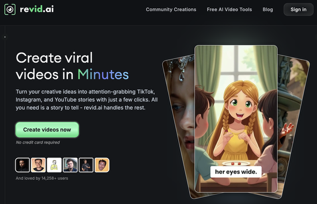 revid.ai
Community Creations
Free AI Video Tools
Blog
Sign in
Create viral
videos in Minutes
Turn your creative ideas into attention-grabbing TikTok,
Instagram, and YouTube stories with just a few clicks. All
you need is a story to tell - revid.ai handles the rest.
Create videos now
No credit card required
And loved by 14,258+ users
her eyes wide.